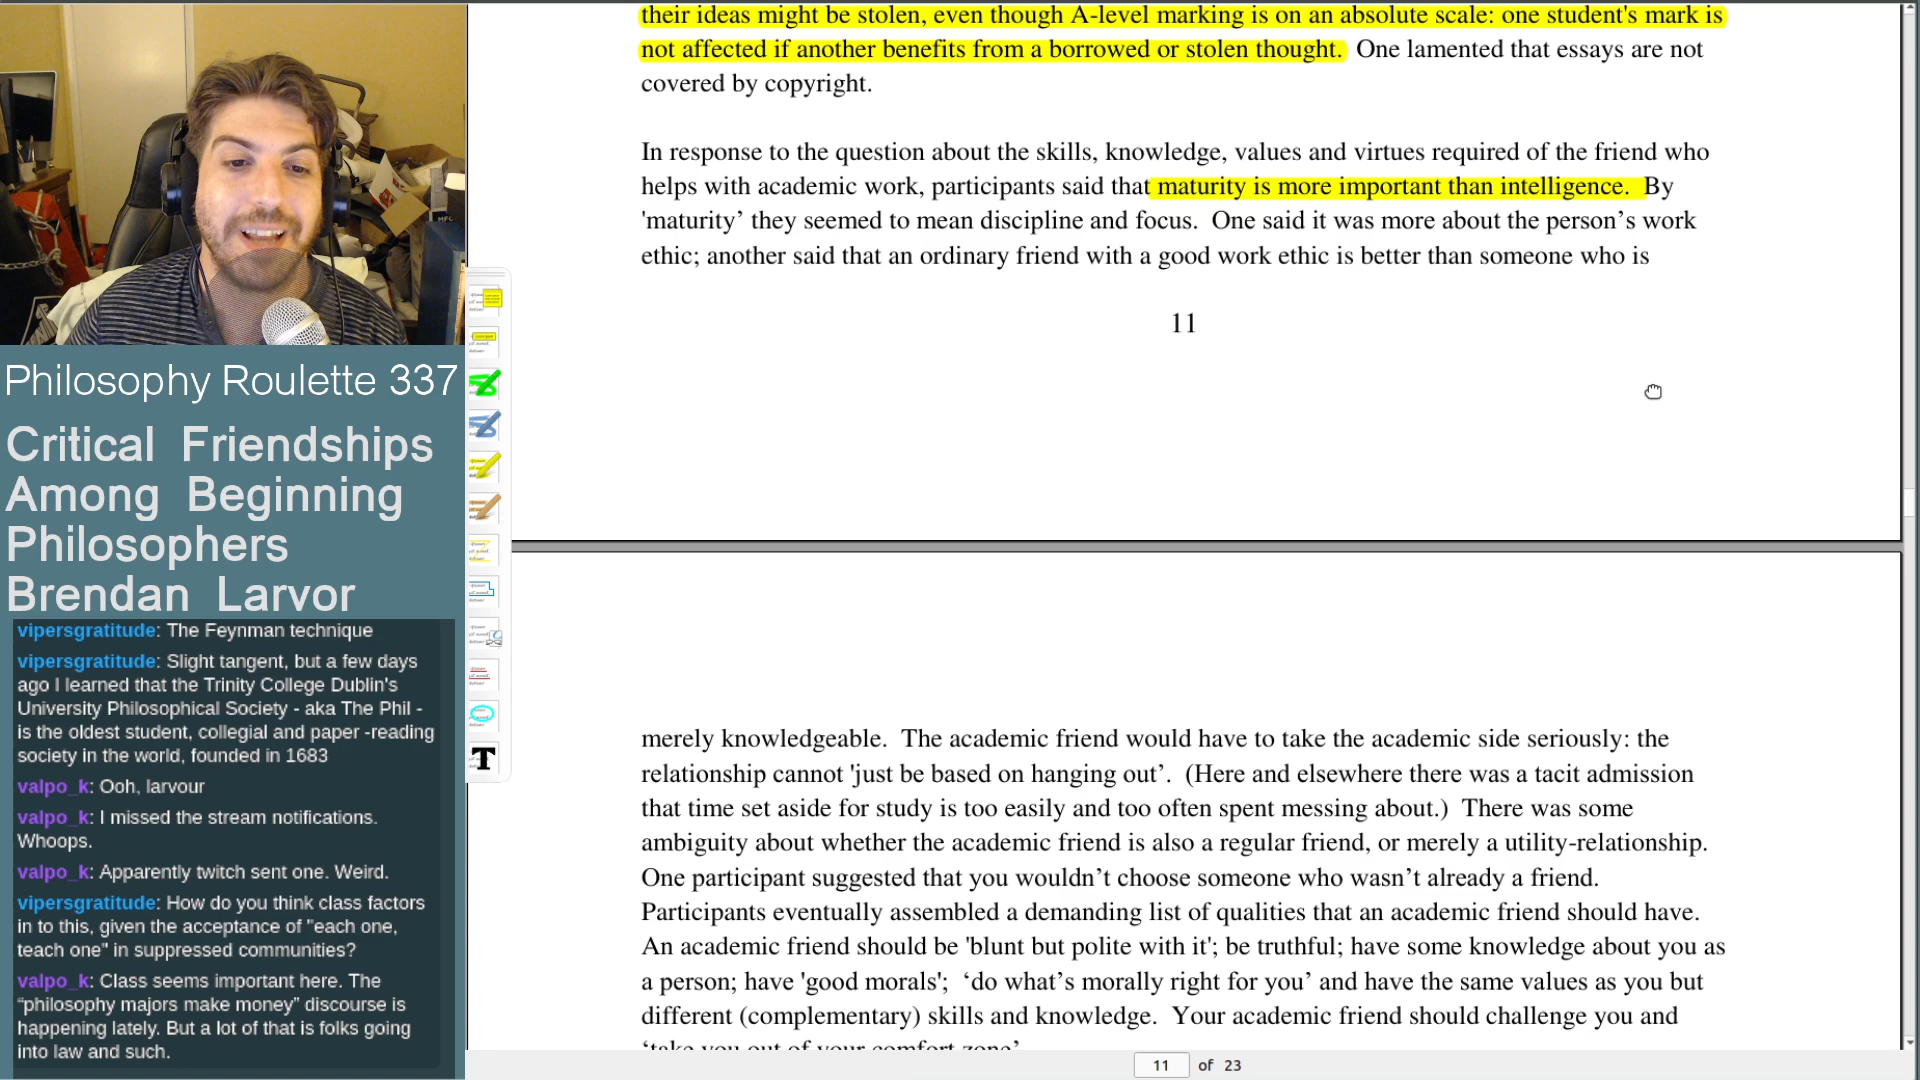 their ideas might be stolen, even though A-level marking is on an absolute scale: one student's mark is
not affected if another benefits from a borrowed or stolen thought.  One lamented that essays are not
covered by copyright.
In response to the question about the skills, knowledge, values and virtues required of the friend who
helps with academic work, participants said that maturity is more important than intelligence.  By
'maturity’ they seemed to mean discipline and focus.  One said it was more about the person’s work
ethic; another said that an ordinary friend with a good work ethic is better than someone who is
11
merely knowledgeable.  The academic friend would have to take the academic side seriously: the
relationship cannot 'just be based on hanging out’.  (Here and elsewhere there was a tacit admission
that time set aside for study is too easily and too often spent messing about.)  There was some
ambiguity about whether the academic friend is also a regular friend, or merely a utility-relationship.
One participant suggested that you wouldn’t choose someone who wasn’t already a friend.
Participants eventually assembled a demanding list of qualities that an academic friend should have.
An academic friend should be 'blunt but polite with it'; be truthful; have some knowledge about you as
a person; have 'good morals';  ‘do what’s morally right for you’ and have the same values as you but
different (complementary) skills and knowledge.  Your academic friend should challenge you and
‘take you out of your comfort zone’
11 of 23
Philosophy Roulette 337
Critical Friendships
Among Beginning
Philosophers
Brendan Larvor
vipersgratitude: The Feynman technique
vipersgratitude: Slight tangent, but a few days
ago I learned that the Trinity College Dublin's
University Philosophical Society - aka The Phil -
is the oldest student, collegial and paper -reading
society in the world, founded in 1683
valpo_k: Ooh, larvour
valpo_k: I missed the stream notifications.
Whoops.
valpo_k: Apparently twitch sent one. Weird.
vipersgratitude: How do you think class factors
in to this, given the acceptance of "each one,
teach one" in suppressed communities?
valpo_k: Class seems important here. The
“philosophy majors make money” discourse is
happening lately. But a lot of that is folks going
into law and such.
T